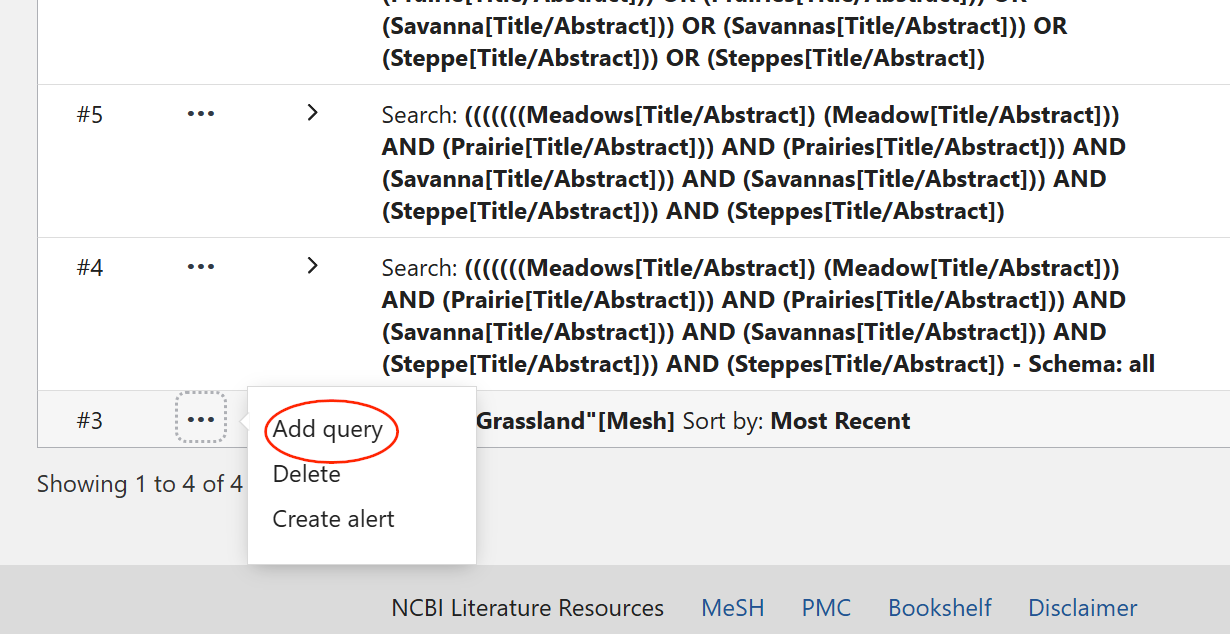 (Prairie[Title/Abstract])) OR (Prairies[Title/Abstract])) OR
(Savanna[Title/Abstract])) OR (Savannas[Title/Abstract])) OR
(Steppe[Title/Abstract])) OR (Steppes[Title/Abstract])
#5 ••• Search: (((((((Meadows[Title/Abstract]) (Meadow[Title/Abstract]))
AND (Prairie[Title/Abstract])) AND (Prairies[Title/Abstract])) AND
(Savanna[Title/Abstract])) AND (Savannas[Title/Abstract])) AND
(Steppe[Title/Abstract])) AND (Steppes[Title/Abstract])
#4 ••• Search: (((((((Meadows[Title/Abstract]) (Meadow[Title/Abstract]))
AND (Prairie[Title/Abstract])) AND (Prairies[Title/Abstract])) AND
(Savanna[Title/Abstract])) AND (Savannas[Title/Abstract])) AND
(Steppe[Title/Abstract])) AND (Steppes[Title/Abstract]) - Schema: all
#3 ••• Grassland"[Mesh] Sort by: Most Recent
Add query
Delete
Create alert
Showing 1 to 4 of 4
NCBI Literature Resources MeSH PMC Bookshelf Disclaimer